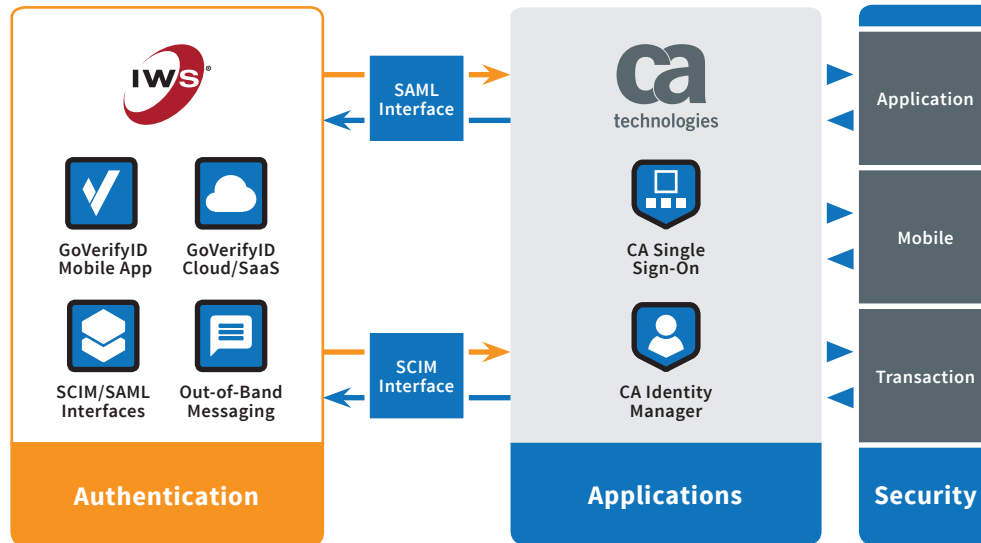 IWS®
GoVerifyID
Mobile App
GoVerifyID
Cloud/SaaS
SCIM/SAML
Interfaces
Out-of-Band
Messaging
Authentication
SAML
Interface
SCIM
Interface
ca
technologies
CA Single
Sign-On
CA Identity
Manager
Applications
Application
Mobile
Transaction
Security